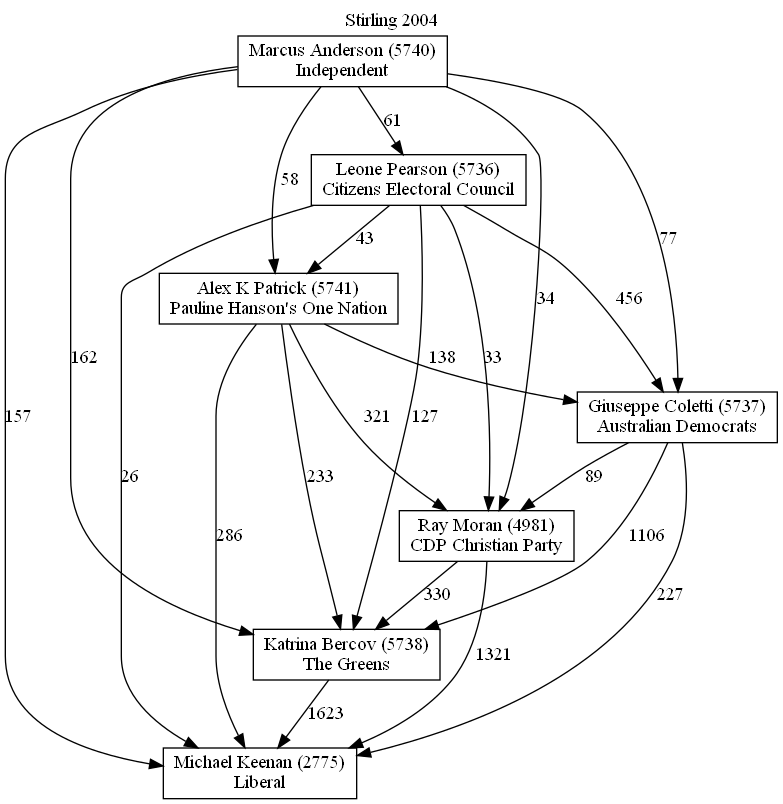 Stirling 2004
Marcus Anderson (5740)
Independent
61
Leone Pearson (5736)
Citizens Electoral Council
58
43
77
Alex K Patrick (5741)
Pauline Hanson's One Nation
34
456
162
138
33
157
127
Giuseppe Coletti (5737)
Australian Democrats
321
26
233
89
286
Ray Moran (4981)
CDP Christian Party
1106
330
227
Katrina Bercov (5738)
The Greens
1321
1623
Michael Keenan (2775)
Liberal